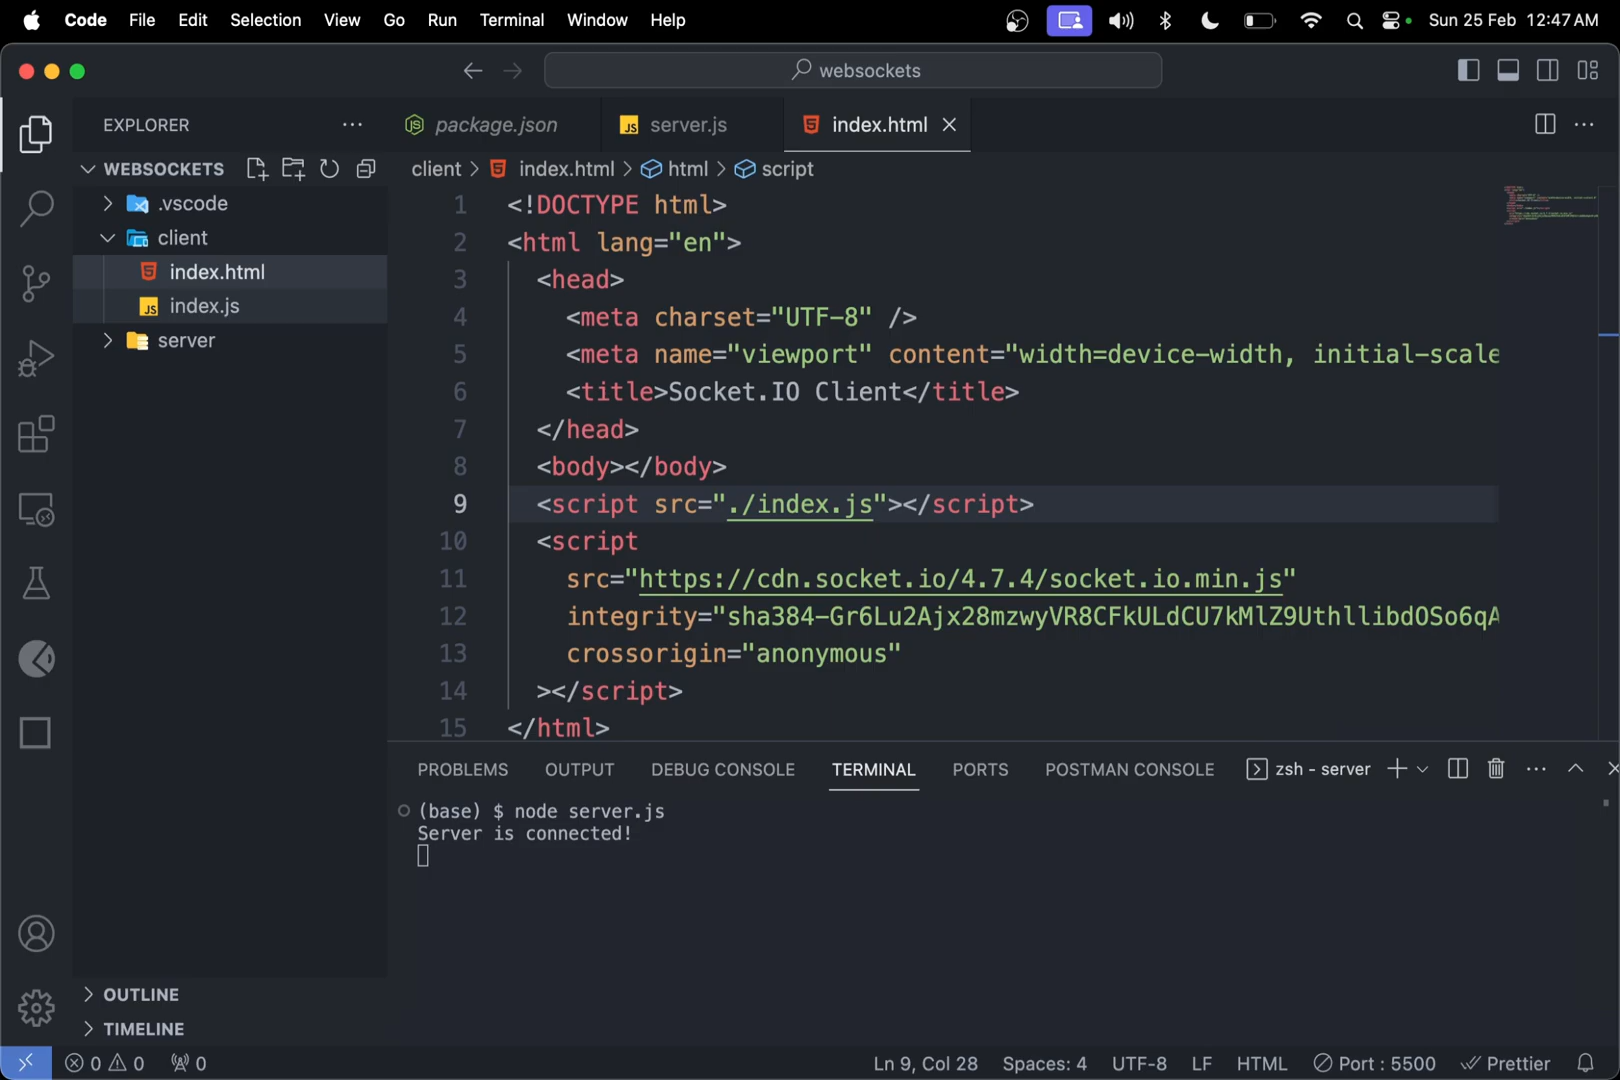 Code File Edit Selection View Go Run Terminal Window Help Sun 25 Feb 12:47 AM
websockets
EXPLORER
WEBSOCKETS
.vscode
client
index.html
JS index.js
server
OUTLINE
TIMELINE
package.json JS server.js index.html
client > index.html > html > script
1 <!DOCTYPE html>
2 <html lang="en">
3 <head>
4 <meta charset="UTF-8" />
5 <meta name="viewport" content="width=device-width, initial-scale
6 <title>Socket.IO Client</title>
7 </head>
8 <body></body>
9 <script src="./index.js"></script>
10 <script
11 src="https://cdn.socket.io/4.7.4/socket.io.min.js"
12 integrity="sha384-Gr6Lu2Ajx28mzwyVR8CFkULdCU7kMlZ9UthllibdOSo6qA
13 crossorigin="anonymous"
14 ></script>
15 </html>
PROBLEMS OUTPUT DEBUG CONSOLE TERMINAL PORTS POSTMAN CONSOLE zsh - server
(base) $ node server.js
Server is connected!
0 0 0 Ln 9, Col 28 Spaces: 4 UTF-8 LF HTML Port : 5500 Prettier